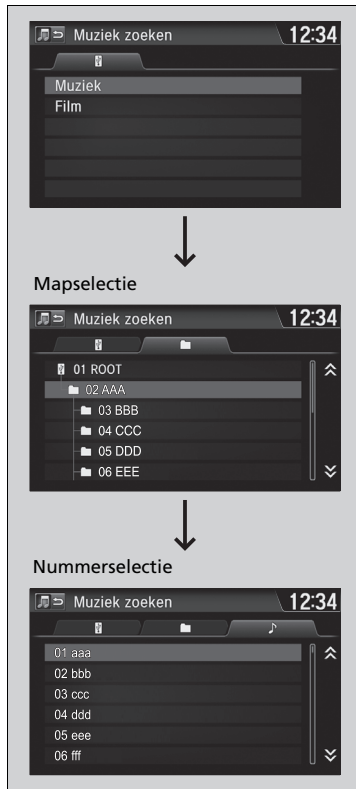 Muziek zoeken 12:34
Muziek
Film
Mapselectie
Muziek zoeken 12:34
01 ROOT
02 AAA
03 BBB
04 CCC
05 DDD
06 EEE
Nummerselectie
Muziek zoeken 12:34
01 aaa
02 bbb
03 ccc
04 ddd
05 eee
06 fff